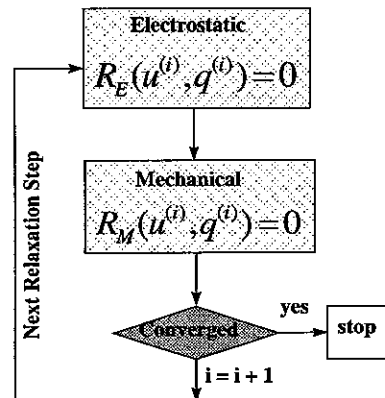 Electrostatic
R_E(u^(i), q^(i))=0
Mechanical
R_M(u^(i), q^(i))=0
Next Relaxation Step
Converged
yes
stop
i = i + 1